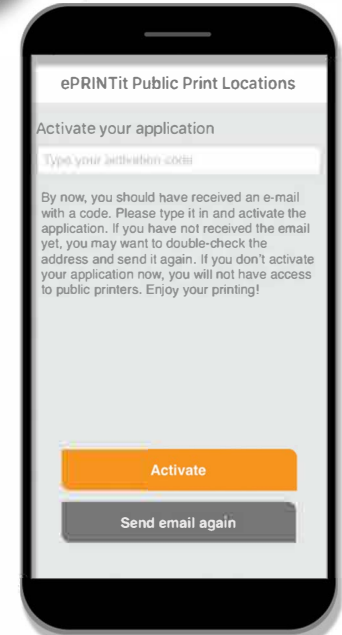 ePRINTit Public Print Locations
Activate your application
Type your activation code
By now, you should have received an e-mail
with a code. Please type it in and activate the
application. If you have not received the email
yet, you may want to double-check the
address and send it again. If you don't activate
your application now, you will not have access
to public printers. Enjoy your printing!
Activate
Send email again